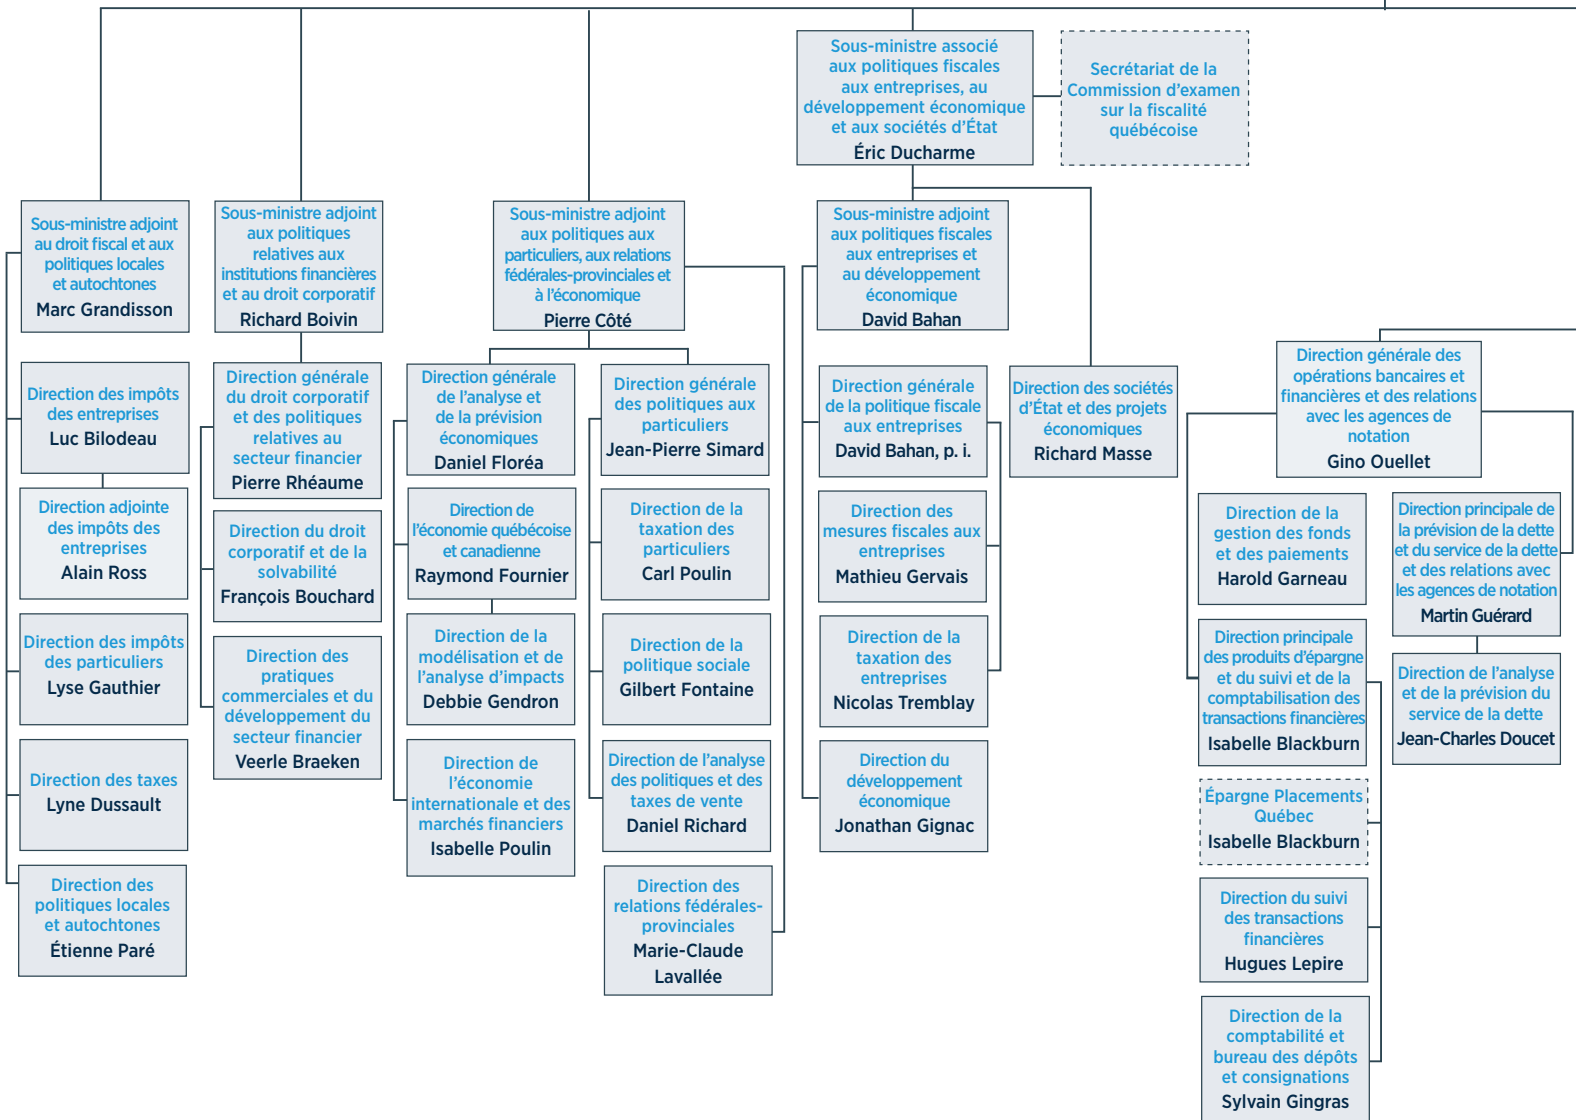 Sous-ministre associé
aux politiques fiscales
aux entreprises, au
développement économique
et aux sociétés d'État
Éric Ducharme
Secrétariat de la
Commission d'examen
sur la fiscalité
québécoise
Sous-ministre adjoint
au droit fiscal et aux
politiques locales
et autochtones
Marc Grandisson
Direction des impôts
des entreprises
Luc Bilodeau
Direction adjointe
des impôts des
entreprises
Alain Ross
Direction des impôts
des particuliers
Lyse Gauthier
Direction des taxes
Lyne Dussault
Direction des
politiques locales
et autochtones
Étienne Paré
Sous-ministre adjoint
aux politiques
relatives aux
institutions financières
et au droit corporatif
Richard Boivin
Direction générale
du droit corporatif
et des politiques
relatives au
secteur financier
Pierre Rhéaume
Direction du droit
corporatif et de la
solvabilité
François Bouchard
Direction des
pratiques
commerciales et du
développement du
secteur financier
Veerle Braeken
Sous-ministre adjoint
aux politiques aux
particuliers, aux relations
fédérales-provinciales et
à l'économique
Pierre Côté
Direction générale
de l'analyse et
de la prévision
économiques
Daniel Floréa
Direction de
l'économie québécoise
et canadienne
Raymond Fournier
Direction de la
modélisation et de
l'analyse d'impacts
Debbie Gendron
Direction de
l'économie
internationale et des
marchés financiers
Isabelle Poulin
Direction générale
des politiques aux
particuliers
Jean-Pierre Simard
Direction de la
taxation des
particuliers
Carl Poulin
Direction de la
politique sociale
Gilbert Fontaine
Direction de l'analyse
des politiques et des
taxes de vente
Daniel Richard
Direction des
relations fédérales-
provinciales
Marie-Claude
Lavallée
Sous-ministre adjoint
aux politiques fiscales
aux entreprises et
au développement
économique
David Bahan
Direction générale
de la politique fiscale
aux entreprises
David Bahan, p. i.
Direction des
mesures fiscales aux
entreprises
Mathieu Gervais
Direction de la
taxation des
entreprises
Nicolas Tremblay
Direction du
développement
économique
Jonathan Gignac
Direction des sociétés
d'État et des projets
économiques
Richard Masse
Direction générale des
opérations bancaires et
financières et des relations
avec les agences de
notation
Gino Ouellet
Direction de la
gestion des fonds
et des paiements
Harold Garneau
Direction principale
des produits d'épargne
et du suivi et de la
comptabilisation des
transactions financières
Isabelle Blackburn
Épargne Placements
Québec
Isabelle Blackburn
Direction du suivi
des transactions
financières
Hugues Lepire
Direction de la
comptabilité et
bureau des dépôts
et consignations
Sylvain Gingras
Direction principale de
la prévision de la dette
et du service de la dette
et des relations avec
les agences de notation
Martin Guérard
Direction de l'analyse
et de la prévision du
service de la dette
Jean-Charles Doucet